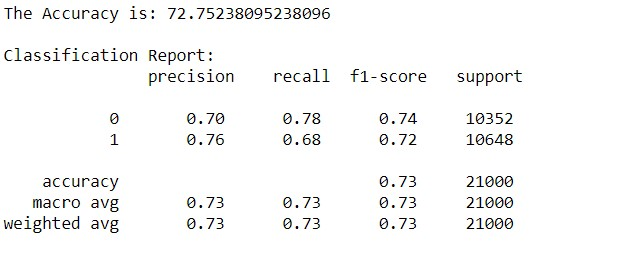 The Accuracy is: 72.75238095238096
Classification Report:
precision recall f1-score support
0 0.70 0.78 0.74 10352
1 0.76 0.68 0.72 10648
accuracy 0.73 21000
macro avg 0.73 0.73 0.73 21000
weighted avg 0.73 0.73 0.73 21000